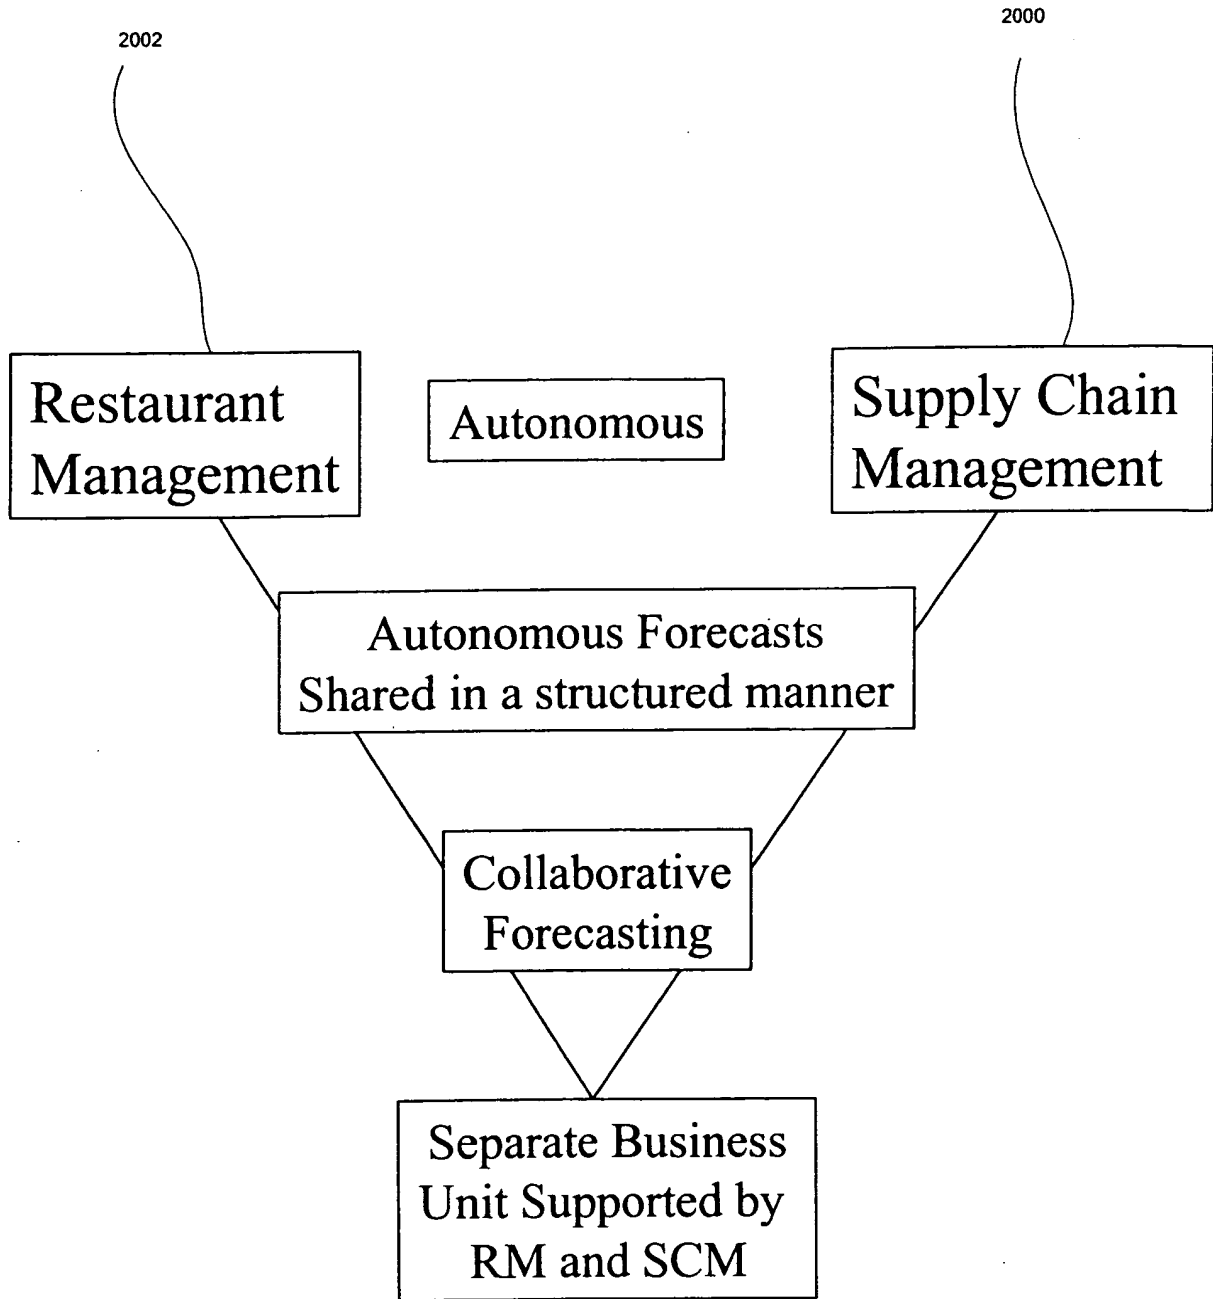 2002
2000
Restaurant
Management
Autonomous
Supply Chain
Management
Autonomous Forecasts
Shared in a structured manner
Collaborative
Forecasting
Separate Business
Unit Supported by
RM and SCM